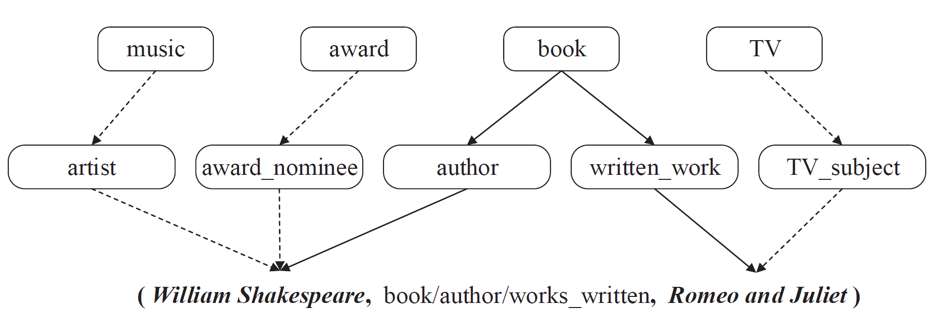 music award book TV
artist award_nominee author written_work TV_subject
( William Shakespeare, book/author/works_written, Romeo and Juliet )